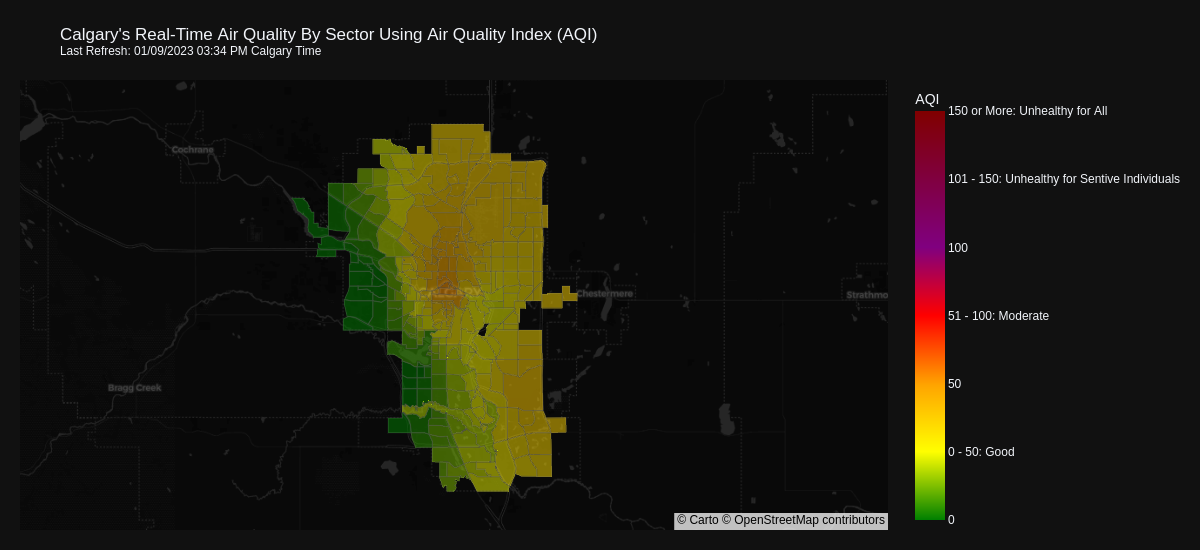 Calgary's Real-Time Air Quality By Sector Using Air Quality Index (AQI)
Last Refresh: 01/09/2023 03:34 PM Calgary Time
AQI
150 or More: Unhealthy for All
Cochrane
101 - 150: Unhealthy for Sentive Individuals
100
Chestermere
Strathmo
51 - 100: Moderate
Bragg Creek
50
0 - 50: Good
0
© Carto © OpenStreetMap contributors